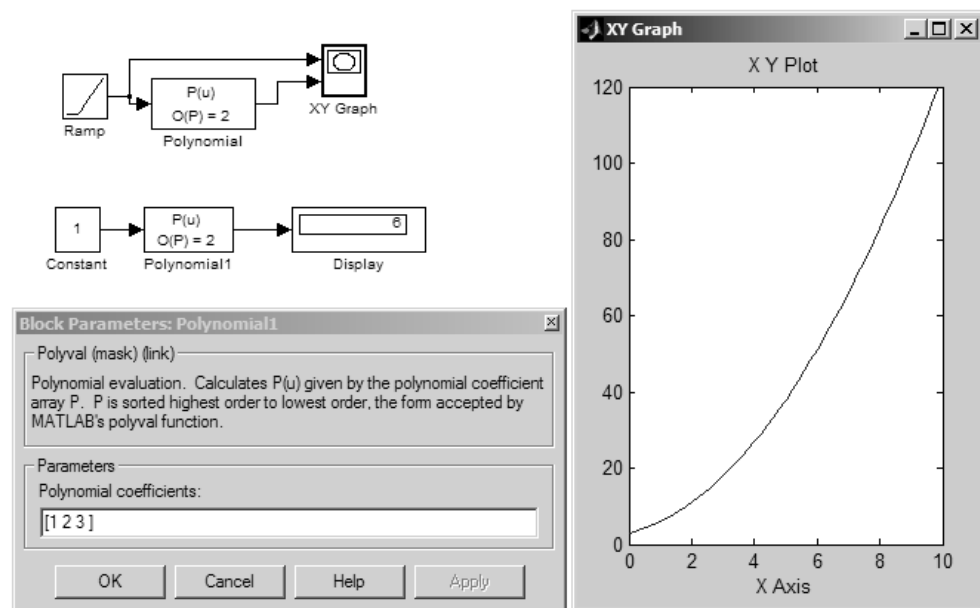 P(u)
O(P) = 2
Ramp
Polynomial
XY Graph
1
P(u)
O(P) = 2
6
Constant
Polynomial1
Display
Block Parameters: Polynomial1
Polyval (mask) (link)
Polynomial evaluation. Calculates P(u) given by the polynomial coefficient
array P. P is sorted highest order to lowest order, the form accepted by
MATLAB's polyval function.
Parameters
Polynomial coefficients:
[1 2 3 ]
OK
Cancel
Help
Apply
XY Graph
X Y Plot
120
100
80
60
40
20
0
0
2
4
6
8
10
X Axis